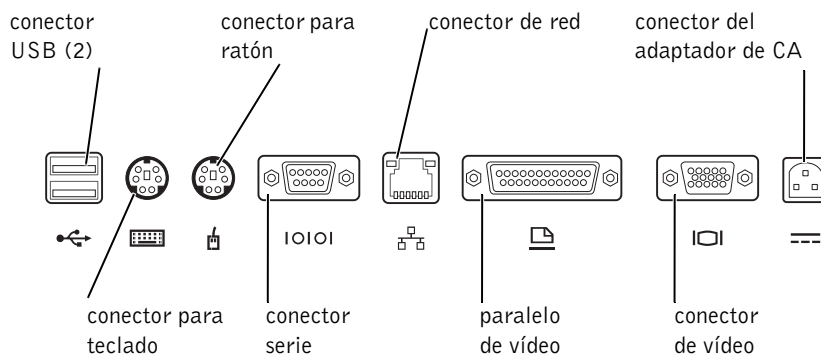 conector
USB (2)
conector para
ratón
conector de red
conector del
adaptador de CA
IOIOI
conector para
teclado
conector
serie
paralelo
de vídeo
conector
de vídeo